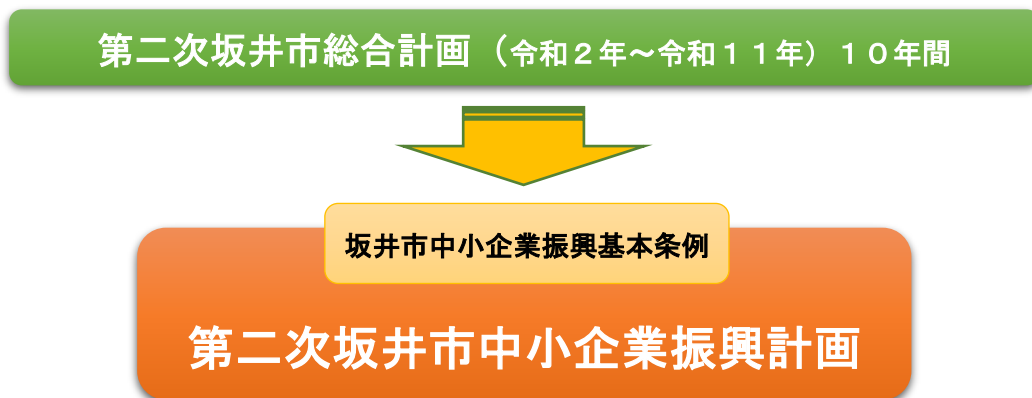 第二次坂井市総合計画（令和２年～令和１１年）１０年間
坂井市中小企業振興基本条例
第二次坂井市中小企業振興計画